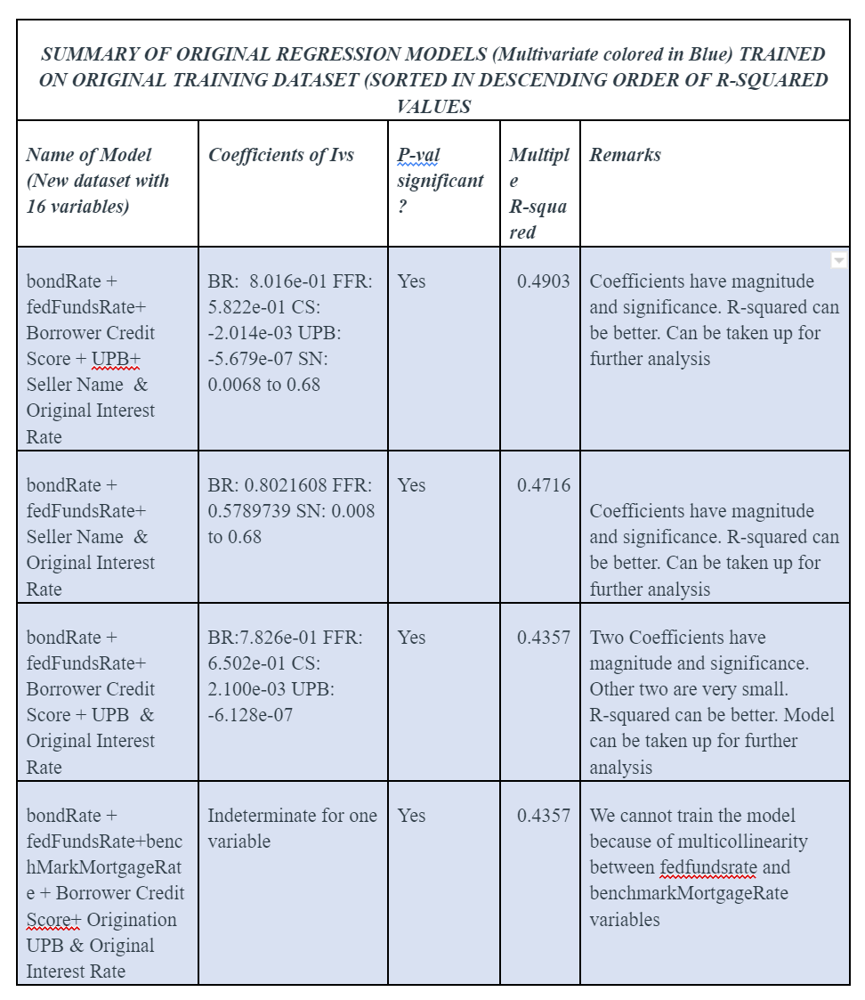 SUMMARY OF ORIGINAL REGRESSION MODELS (Multivariate colored in Blue) TRAINED
ON ORIGINAL TRAINING DATASET (SORTED IN DESCENDING ORDER OF R-SQUARED
VALUES
Name of Model
(New dataset with
16 variables)
Coefficients of Ivs
P-val
significant
?
Multipl
e
R-squa
red
Remarks
bondRate +
fedFundsRate+
Borrower Credit
Score + UPB+
Seller Name &
Original Interest
Rate
BR: 8.016e-01 FFR:
5.822e-01 CS:
-2.014e-03 UPB:
-5.679e-07 SN:
0.0068 to 0.68
Yes
0.4903
Coefficients have magnitude
and significance. R-squared can
be better. Can be taken up for
further analysis
bondRate +
fedFundsRate+
Seller Name &
Original Interest
Rate
BR: 0.8021608 FFR:
0.5789739 SN: 0.008
to 0.68
Yes
0.4716
Coefficients have magnitude
and significance. R-squared can
be better. Can be taken up for
further analysis
bondRate +
fedFundsRate+
Borrower Credit
Score + UPB &
Original Interest
Rate
BR:7.826e-01 FFR:
6.502e-01 CS:
2.100e-03 UPB:
-6.128e-07
Yes
0.4357
Two Coefficients have
magnitude and significance.
Other two are very small.
R-squared can be better. Model
can be taken up for further
analysis
bondRate +
fedFundsRate+benc
hMarkMortgageRat
e + Borrower Credit
Score+ Origination
UPB & Original
Interest Rate
Indeterminate for one
variable
Yes
0.4357
We cannot train the model
because of multicollinearity
between fedfundsrate and
benchmarkMortgageRate
variables